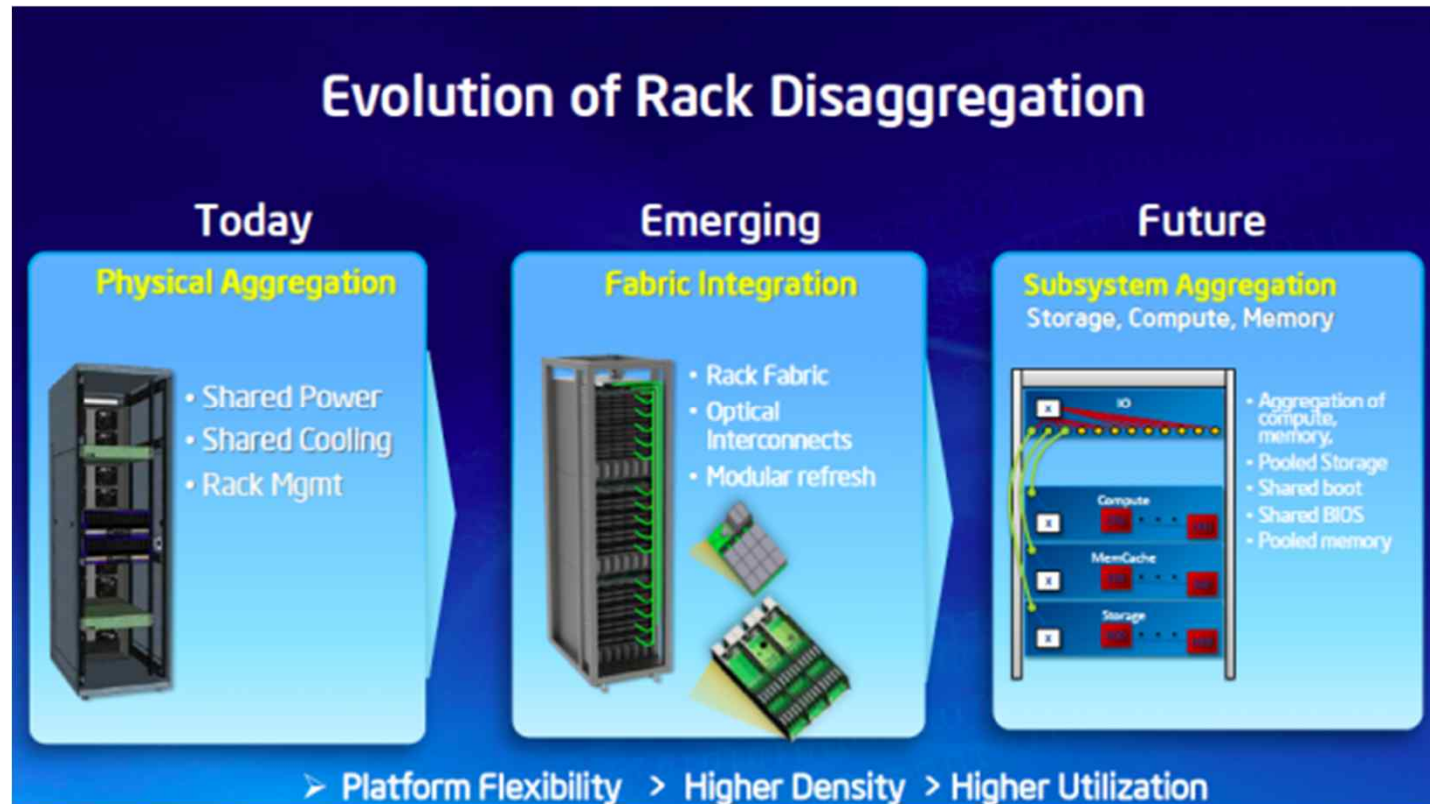 Evolution of Rack Disaggregation
Today
Physical Aggregation
• Shared Power
• Shared Cooling
• Rack Mgmt
Emerging
Fabric Integration
• Rack Fabric
• Optical
Interconnects
• Modular refresh
Future
Subsystem Aggregation
Storage, Compute, Memory
X
IO
Compute
X
MemCache
X
Storage
X
• Aggregation of
compute,
memory,
• Pooled Storage
• Shared boot
• Shared BIOS
• Pooled memory
➢ Platform Flexibility > Higher Density > Higher Utilization